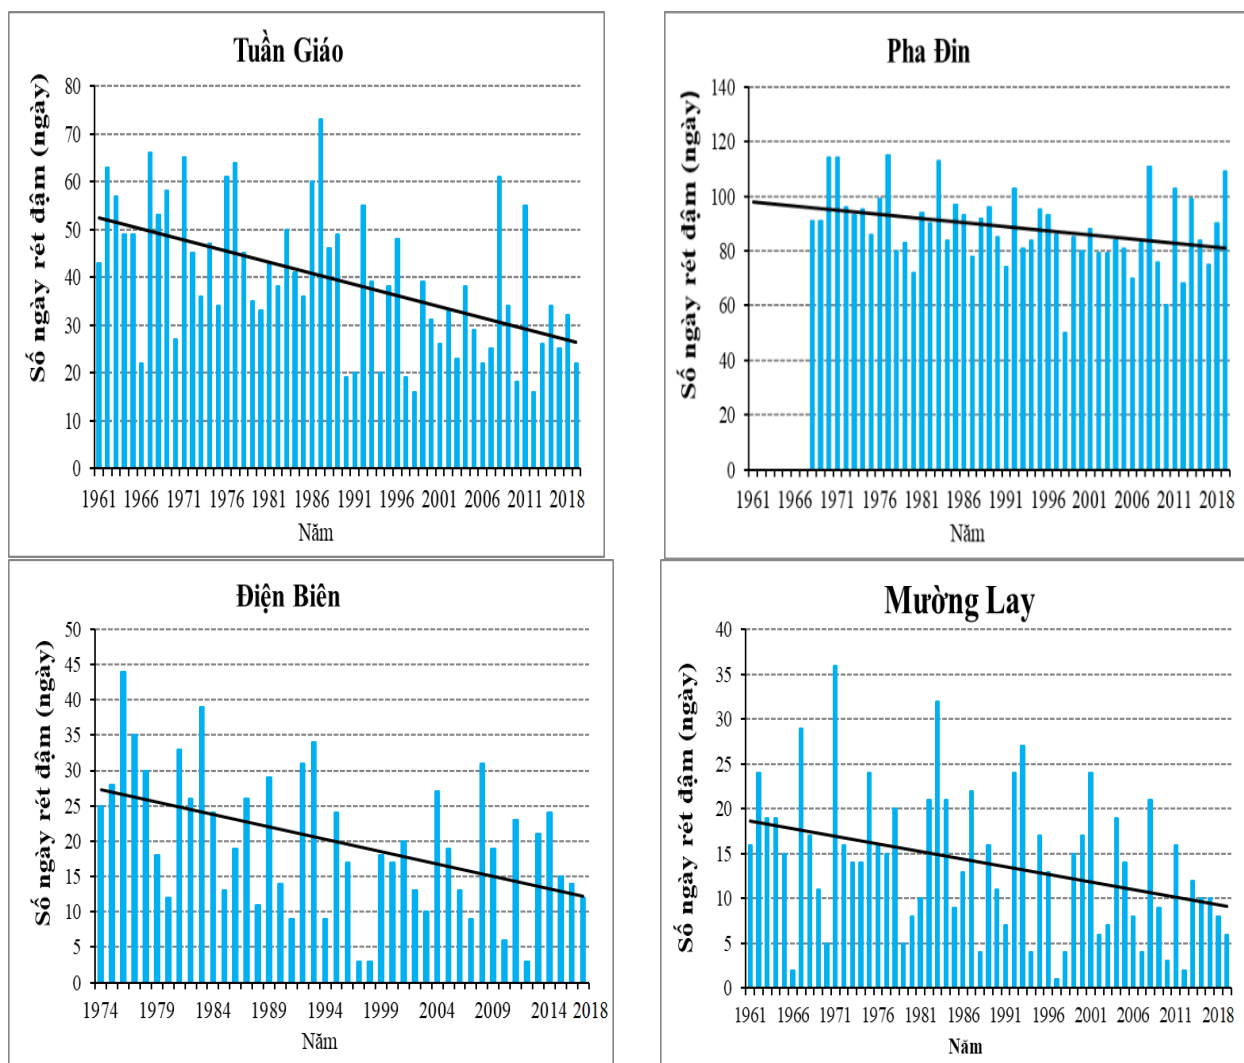 Tuần Giáo
Số ngày rét đậm (ngày)
80
70
60
50
40
30
20
10
0
1961 1966 1971 1976 1981 1986 1991 1996 2001 2006 2011 2018
Năm
Pha Đin
Số ngày rét đậm (ngày)
140
120
100
80
60
40
20
0
1961 1966 1971 1976 1981 1986 1991 1996 2001 2006 2011 2018
Năm
Điện Biên
Số ngày rét đậm (ngày)
50
45
40
35
30
25
20
15
10
5
0
1974 1979 1984 1989 1994 1999 2004 2009 2014 2018
Năm
Mường Lay
Số ngày rét đậm (ngày)
40
35
30
25
20
15
10
5
0
1961 1966 1971 1976 1981 1986 1991 1996 2001 2006 2011 2018
Năm